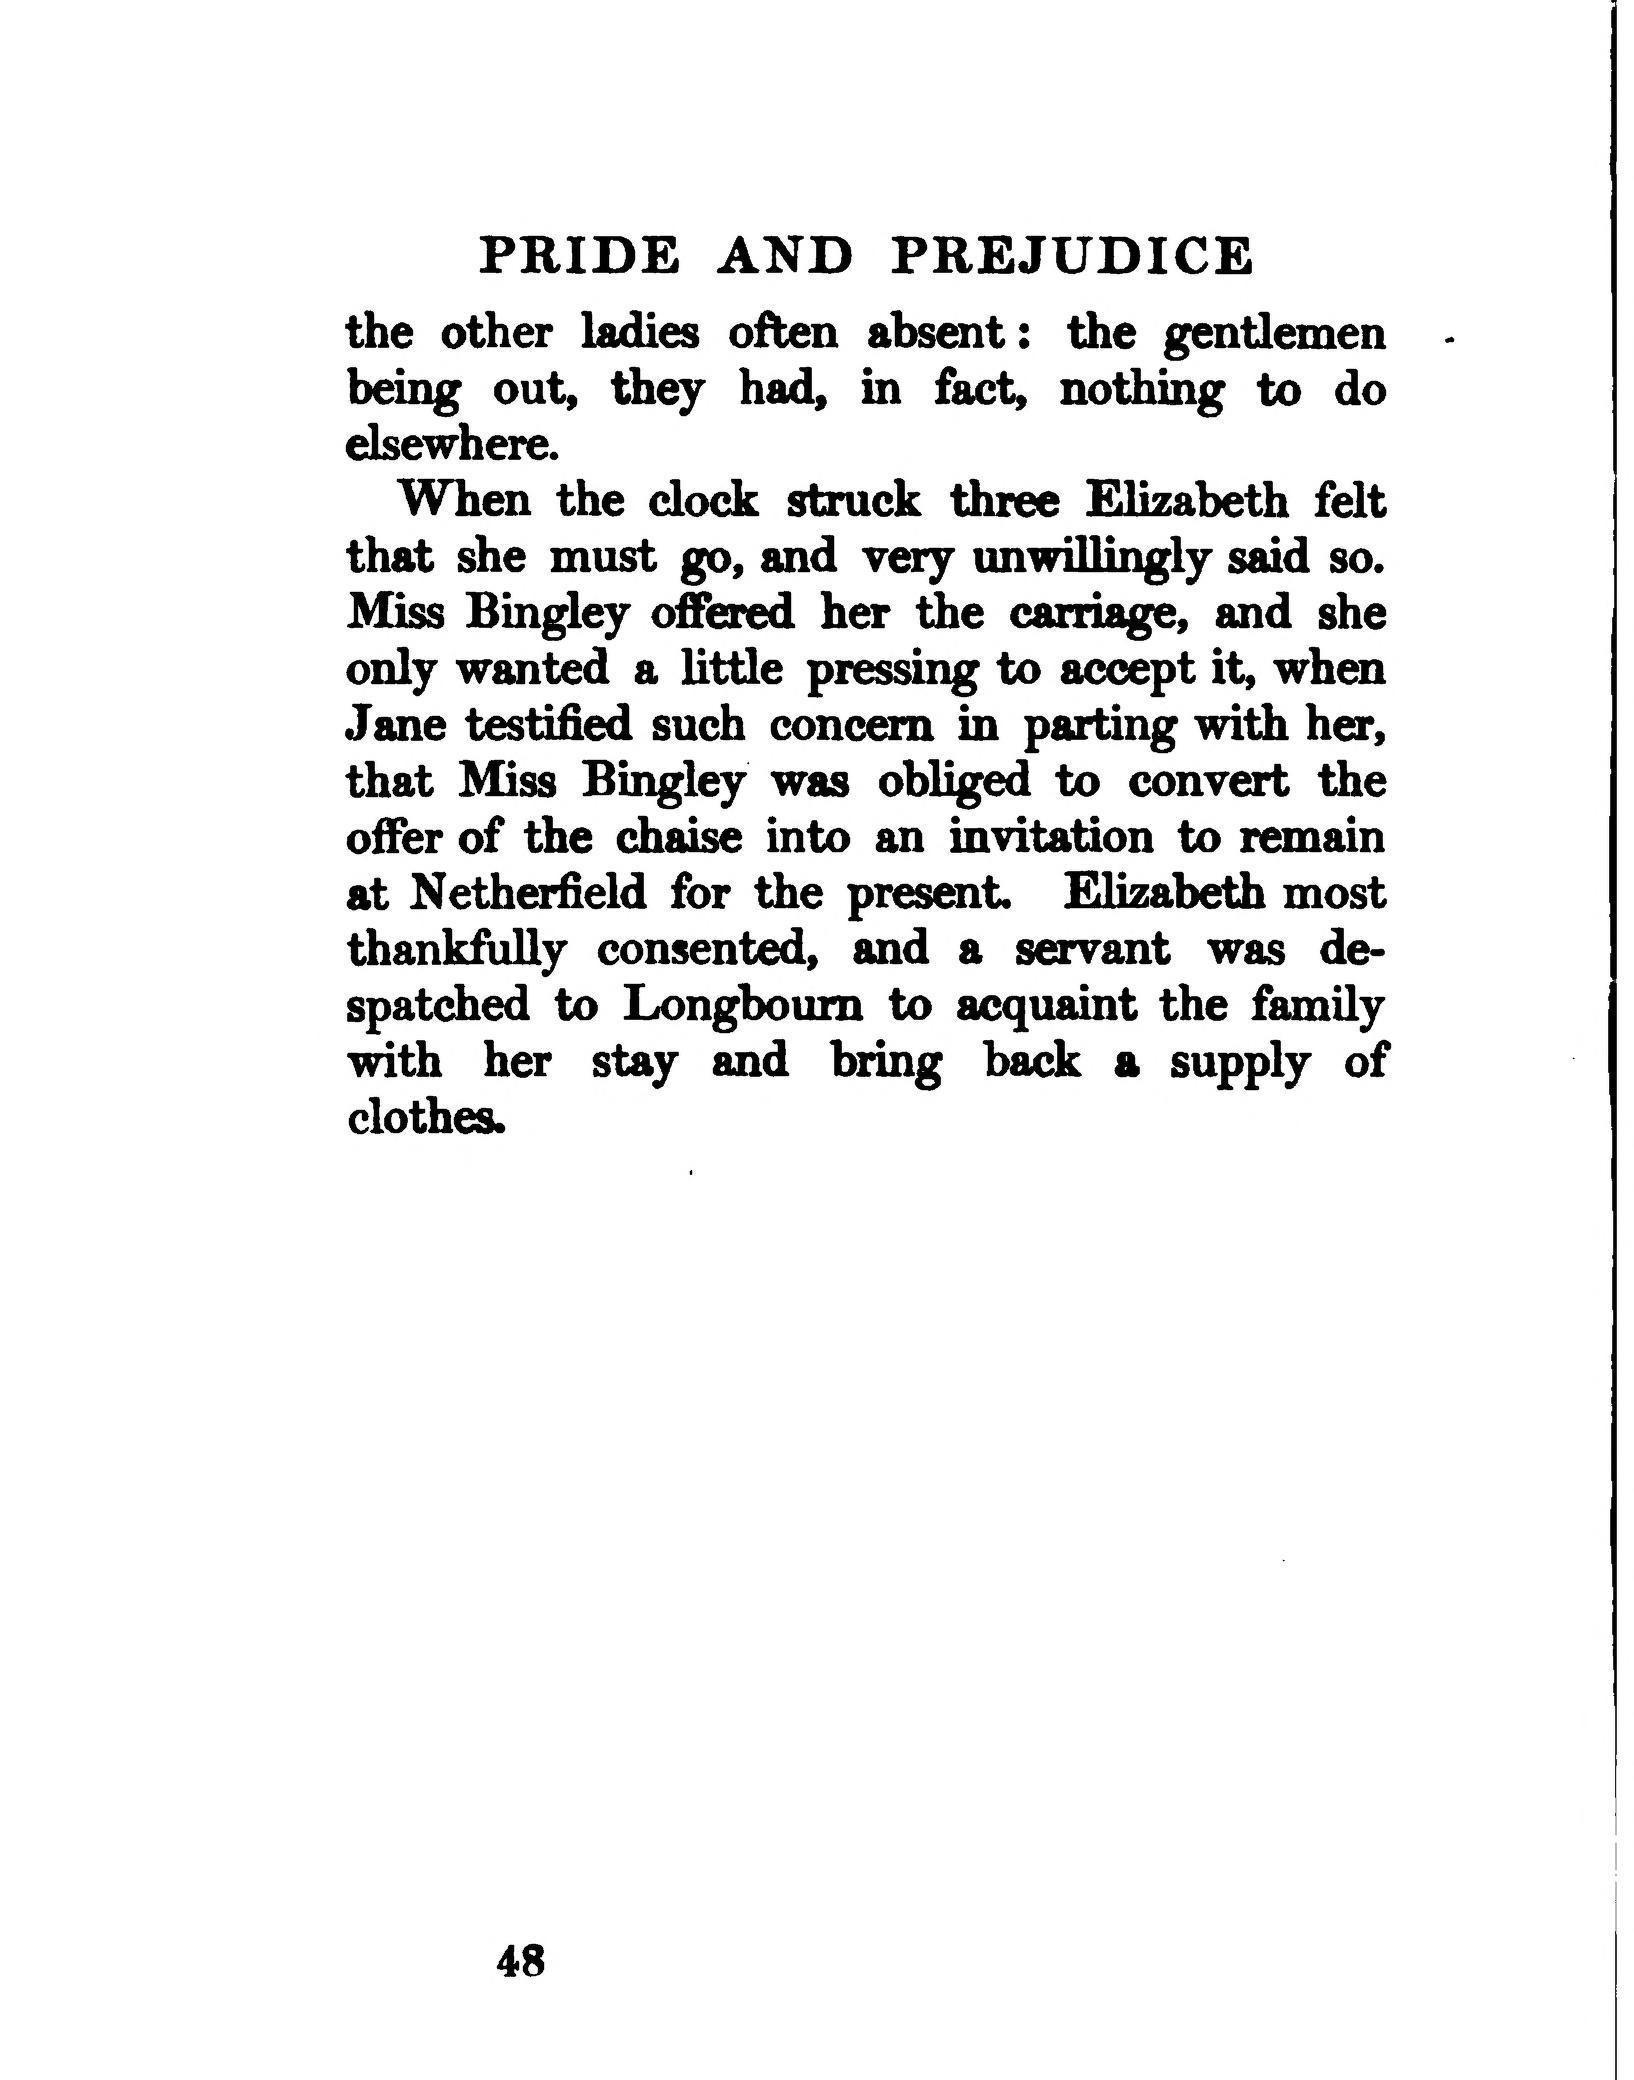 PRIDE AND PREJUDICE
the other ladies often absent : the gentlemen
being out, they had, in fact, nothing to do
elsewhere.
When the clock struck three Elizabeth felt
that she must go, and very unwillingly said so.
Miss Bingley offered her the carriage, and she
only wanted a little pressing to accept it, when
Jane testified such concern in parting with her,
that Miss Bingley was obliged to convert the
offer of the chaise into an invitation to remain
at Netherfield for the present. Elizabeth most
thankfully consented, and a servant was de-
spatched to Longbourn to acquaint the family
with her stay and bring back a supply of
clothes.
48